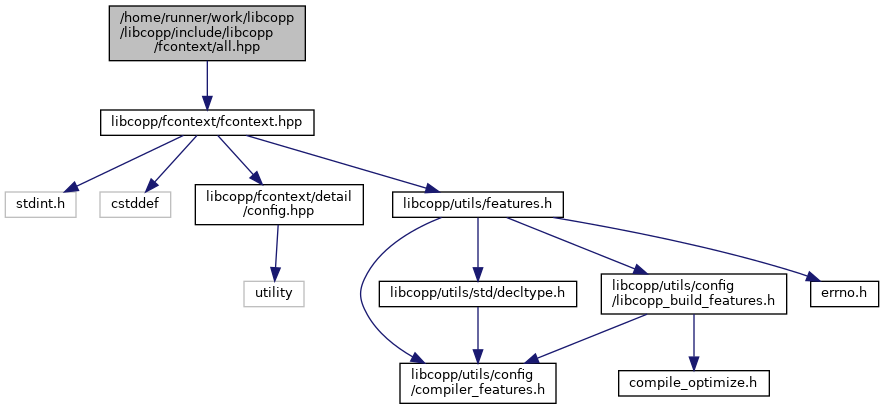 /home/runner/work/libcopp
/libcopp/include/libcopp
/fcontext/all.hpp
libcopp/fcontext/fcontext.hpp
stdint.h
cstddef
libcopp/fcontext/detail
/config.hpp
libcopp/utils/features.h
utility
libcopp/utils/std/decltype.h
libcopp/utils/config
/libcopp_build_features.h
errno.h
libcopp/utils/config
/compiler_features.h
compile_optimize.h